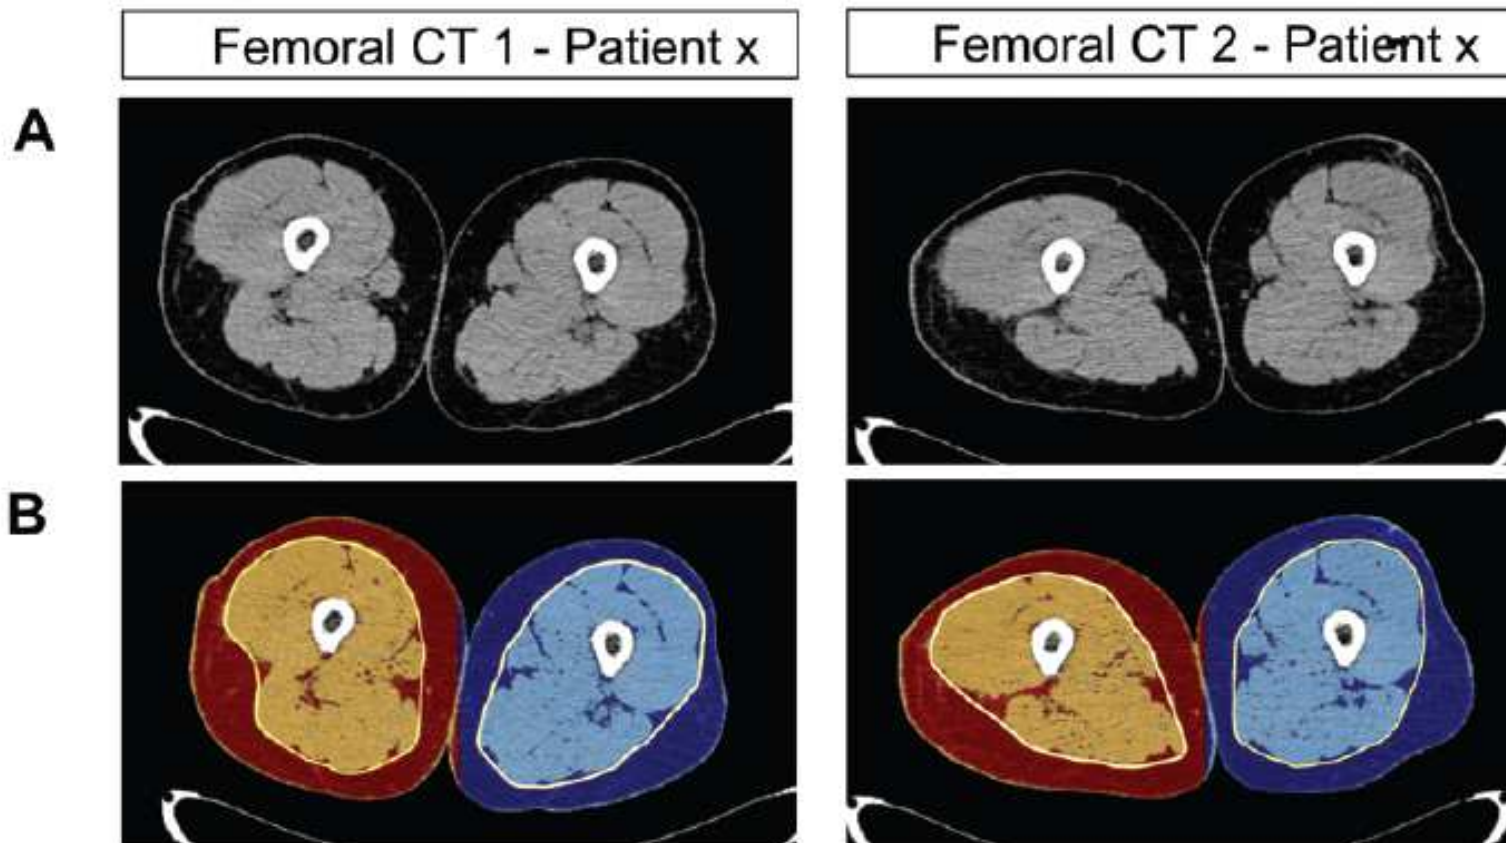 Femoral CT 1 - Patient x
Femoral CT 2 - Patient x
A
B